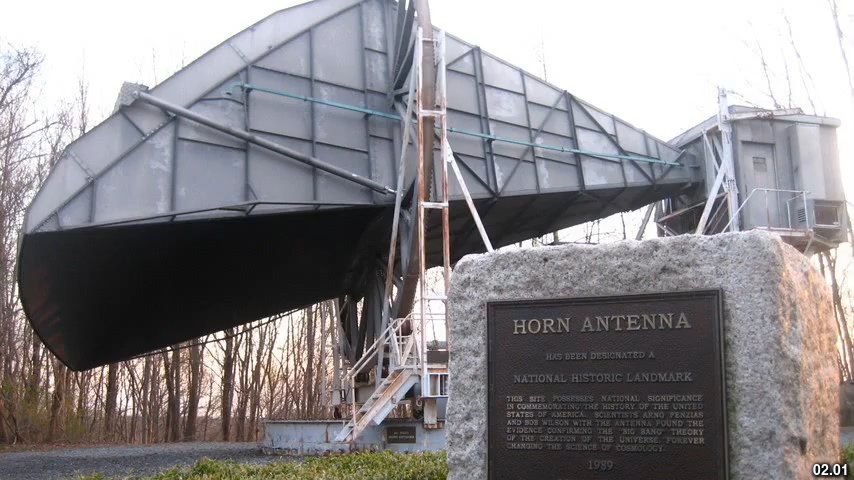 HORN ANTENNA
HAS BEEN DESIGNATED A
NATIONAL HISTORIC LANDMARK
THIS SITE POSSESSES NATIONAL SIGNIFICANCE
IN COMMEMORATING THE HISTORY OF THE UNITED
STATES OF AMERICA. SCIENTISTS ARNO PENZIAN
AND BOB WILSON WITH THE ANTENNA FOUND THE
EVIDENCE CONFIRMING THE "BIG BANG" THEORY
OF THE CREATION OF THE UNIVERSE. FOREVER
CHANGING THE SCIENCE OF COSMOLOGY.
1989
02.01